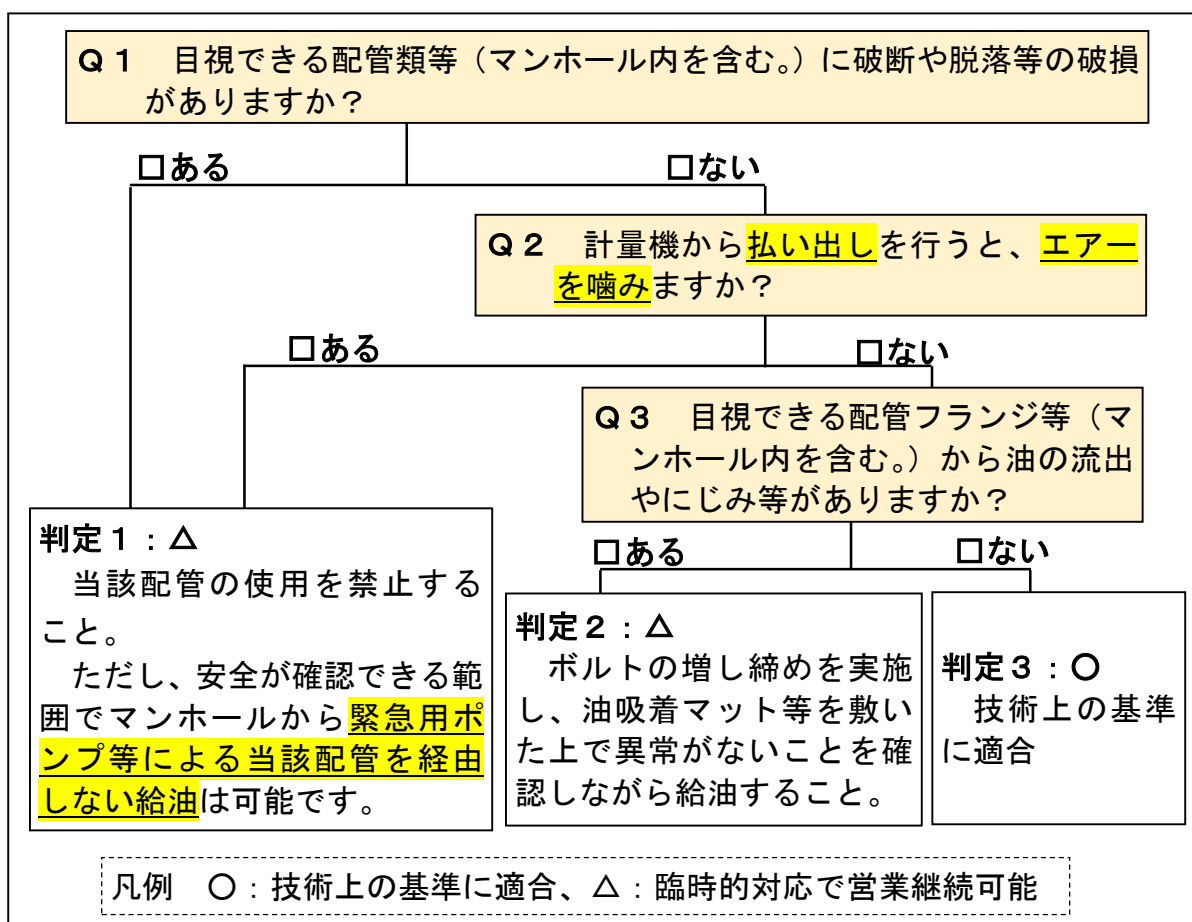 Q1 目視できる配管類等(マンホール内を含む。)に破断や脱落等の破損
がありますか?
□ある
□ない
Q2 計量機から払い出しを行うと、エアー
を噛みますか?
□ある
□ない
Q3 目視できる配管フランジ等(マ
ンホール内を含む。)から油の流出
やにじみ等がありますか?
□ある
□ない
判定1:△
当該配管の使用を禁止する
こと。
ただし、安全が確認できる範
囲でマンホールから緊急用ポ
ンプ等による当該配管を経由
しない給油は可能です。
判定2:△
ボルトの増し締めを実施
し、油吸着マット等を敷い
た上で異常がないことを確
認しながら給油すること。
判定3:〇
技術上の基準
に適合
凡例 〇:技術上の基準に適合、△:臨時的対応で営業継続可能